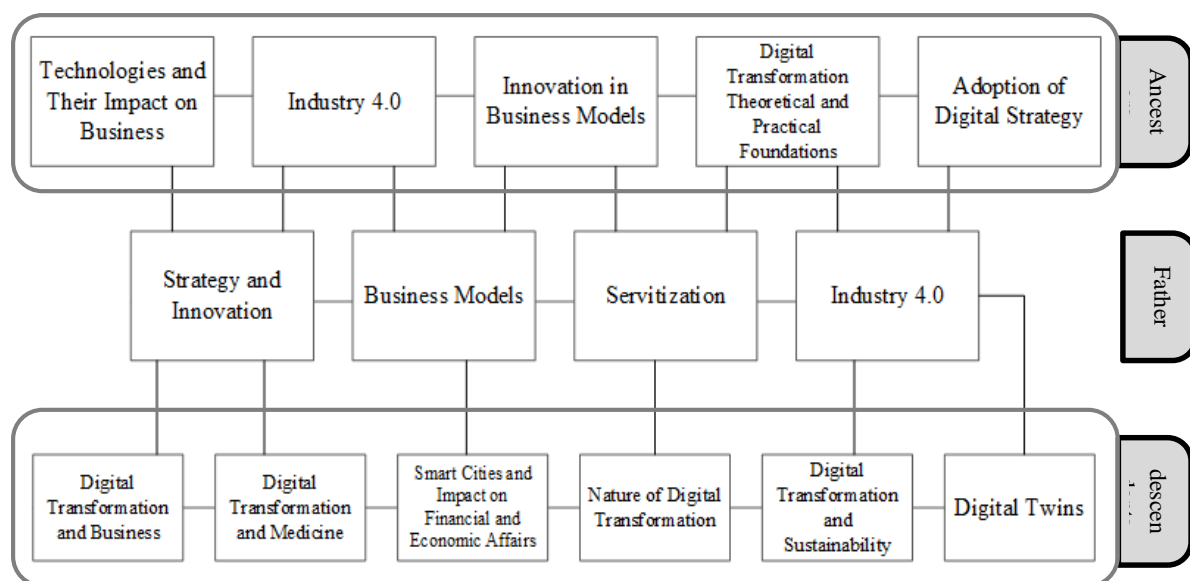 Technologies and
Their Impact on
Business
Industry 4.0
Innovation in
Business Models
Digital
Transformation
Theoretical and
Practical
Foundations
Adoption of
Digital Strategy
Ancest
Strategy and
Innovation
Business Models
Servitization
Industry 4.0
Father
Digital
Transformation
and Business
Digital
Transformation
and Medicine
Smart Cities and
Impact on
Financial and
Economic Affairs
Nature of Digital
Transformation
Digital
Transformation
and
Sustainability
Digital Twins
descen